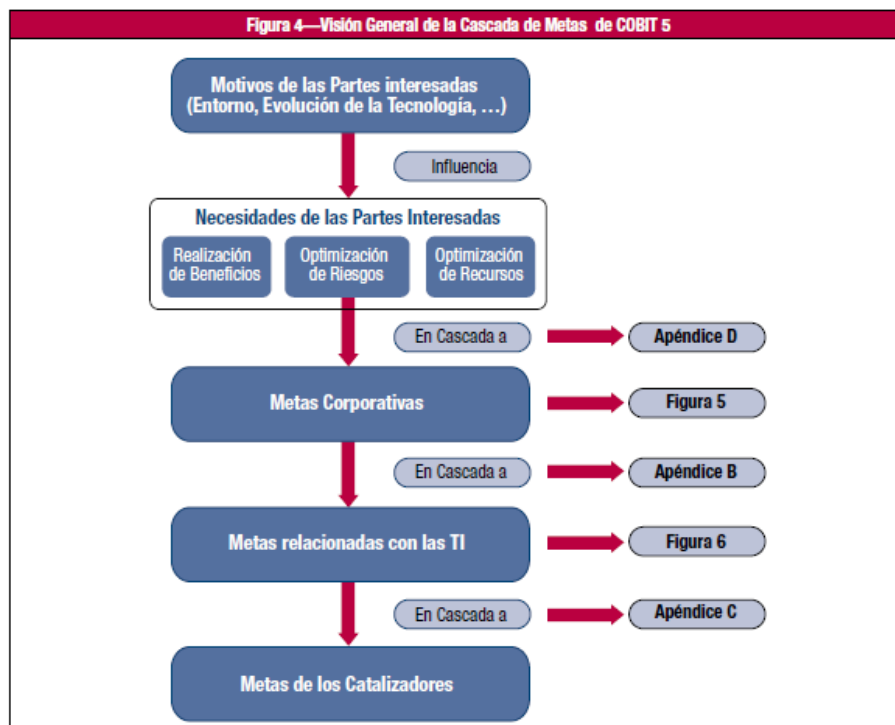 Figura 4—Visión General de la Cascada de Metas de COBIT 5
Motivos de las Partes interesadas
(Entorno, Evolución de la Tecnología, …)
Influencia
Necesidades de las Partes Interesadas
Realización
de Beneficios
Optimización
de Riesgos
Optimización
de Recursos
En Cascada a
Apéndice D
Metas Corporativas
Figura 5
En Cascada a
Apéndice B
Metas relacionadas con las TI
Figura 6
En Cascada a
Apéndice C
Metas de los Catalizadores